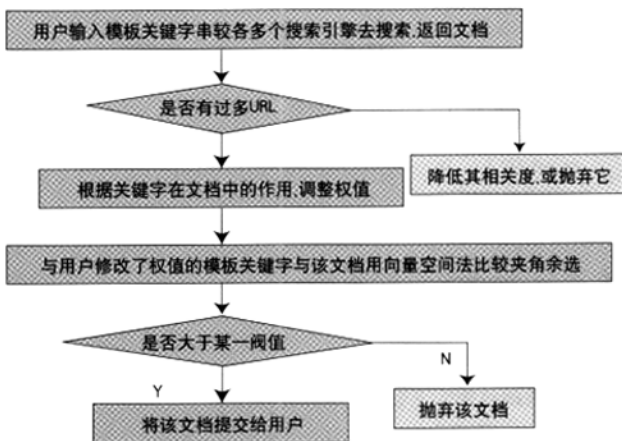 用户输入模板关键字串较各多个搜索引擎去搜索,返回文档
是否有过多URL
降低其相关度,或抛弃它
根据关键字在文档中的作用,调整权值
与用户修改了权值的模板关键字与该文档用向量空间法比较夹角余选
是否大于某一阀值
N
Y
抛弃该文档
将该文档提交给用户